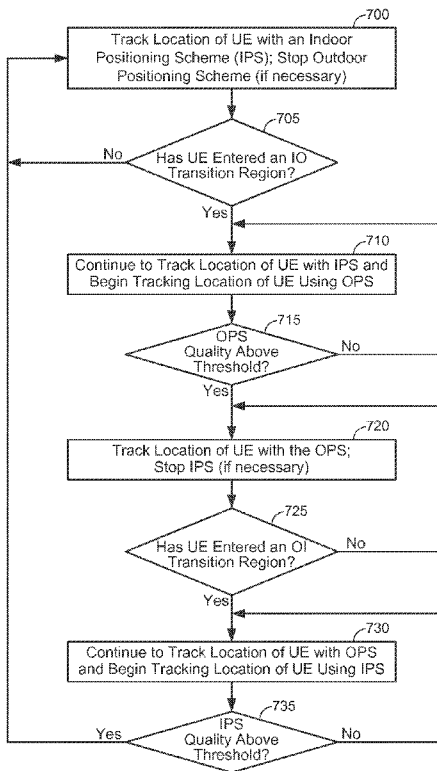 700
Track Location of UE with an Indoor
Positioning Scheme (IPS); Stop Outdoor
Positioning Scheme (if necessary)
705
No
Has UE Entered an IO
Transition Region?
Yes
710
Continue to Track Location of UE with IPS and
Begin Tracking Location of UE Using OPS
715
OPS
Quality Above
Threshold?
No
Yes
720
Track Location of UE with the OPS;
Stop IPS (if necessary)
725
Has UE Entered an OI
Transition Region?
No
Yes
730
Continue to Track Location of UE with OPS
and Begin Tracking Location of UE Using IPS
735
Yes
IPS
Quality Above
Threshold?
No